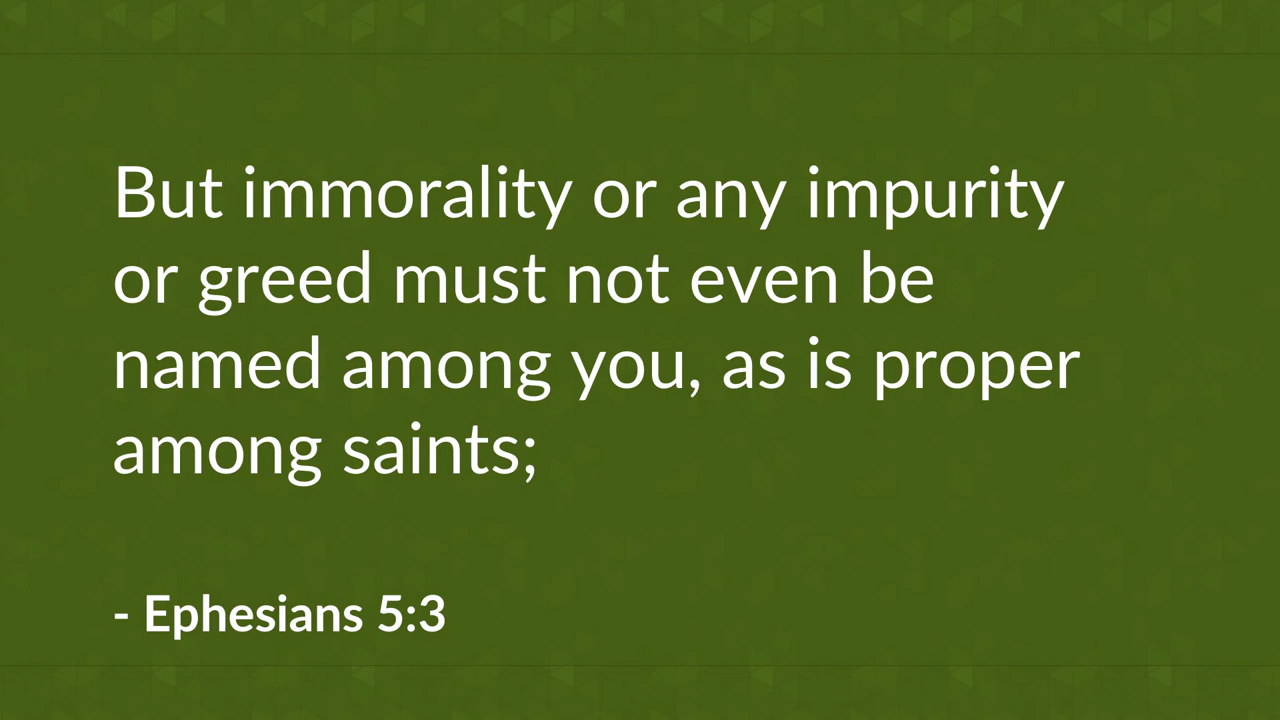 But immorality or any impurity
or greed must not even be
named among you, as is proper
among saints;
- Ephesians 5:3